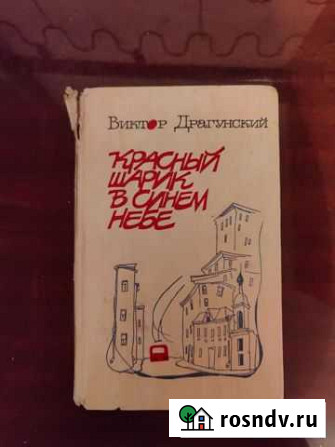 Виктор Драгунский
КРАСНЫЙ
ШАРИК
В СИНЕМ
НЕБЕ
rosndv.ru